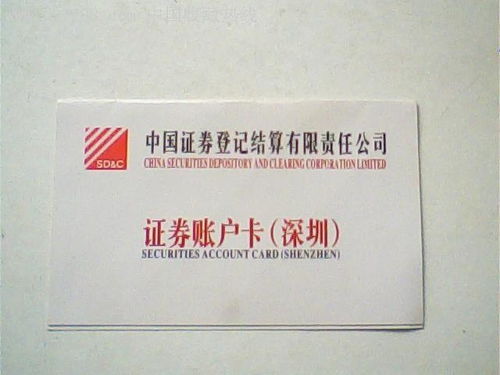 SD&C
中国证券登记结算有限责任公司
CHINA SECURITIES DEPOSITORY AND CLEARING CORPORATION LIMITED
证券账户卡(深圳)
SECURITIES ACCOUNT CARD (SHENZHEN)